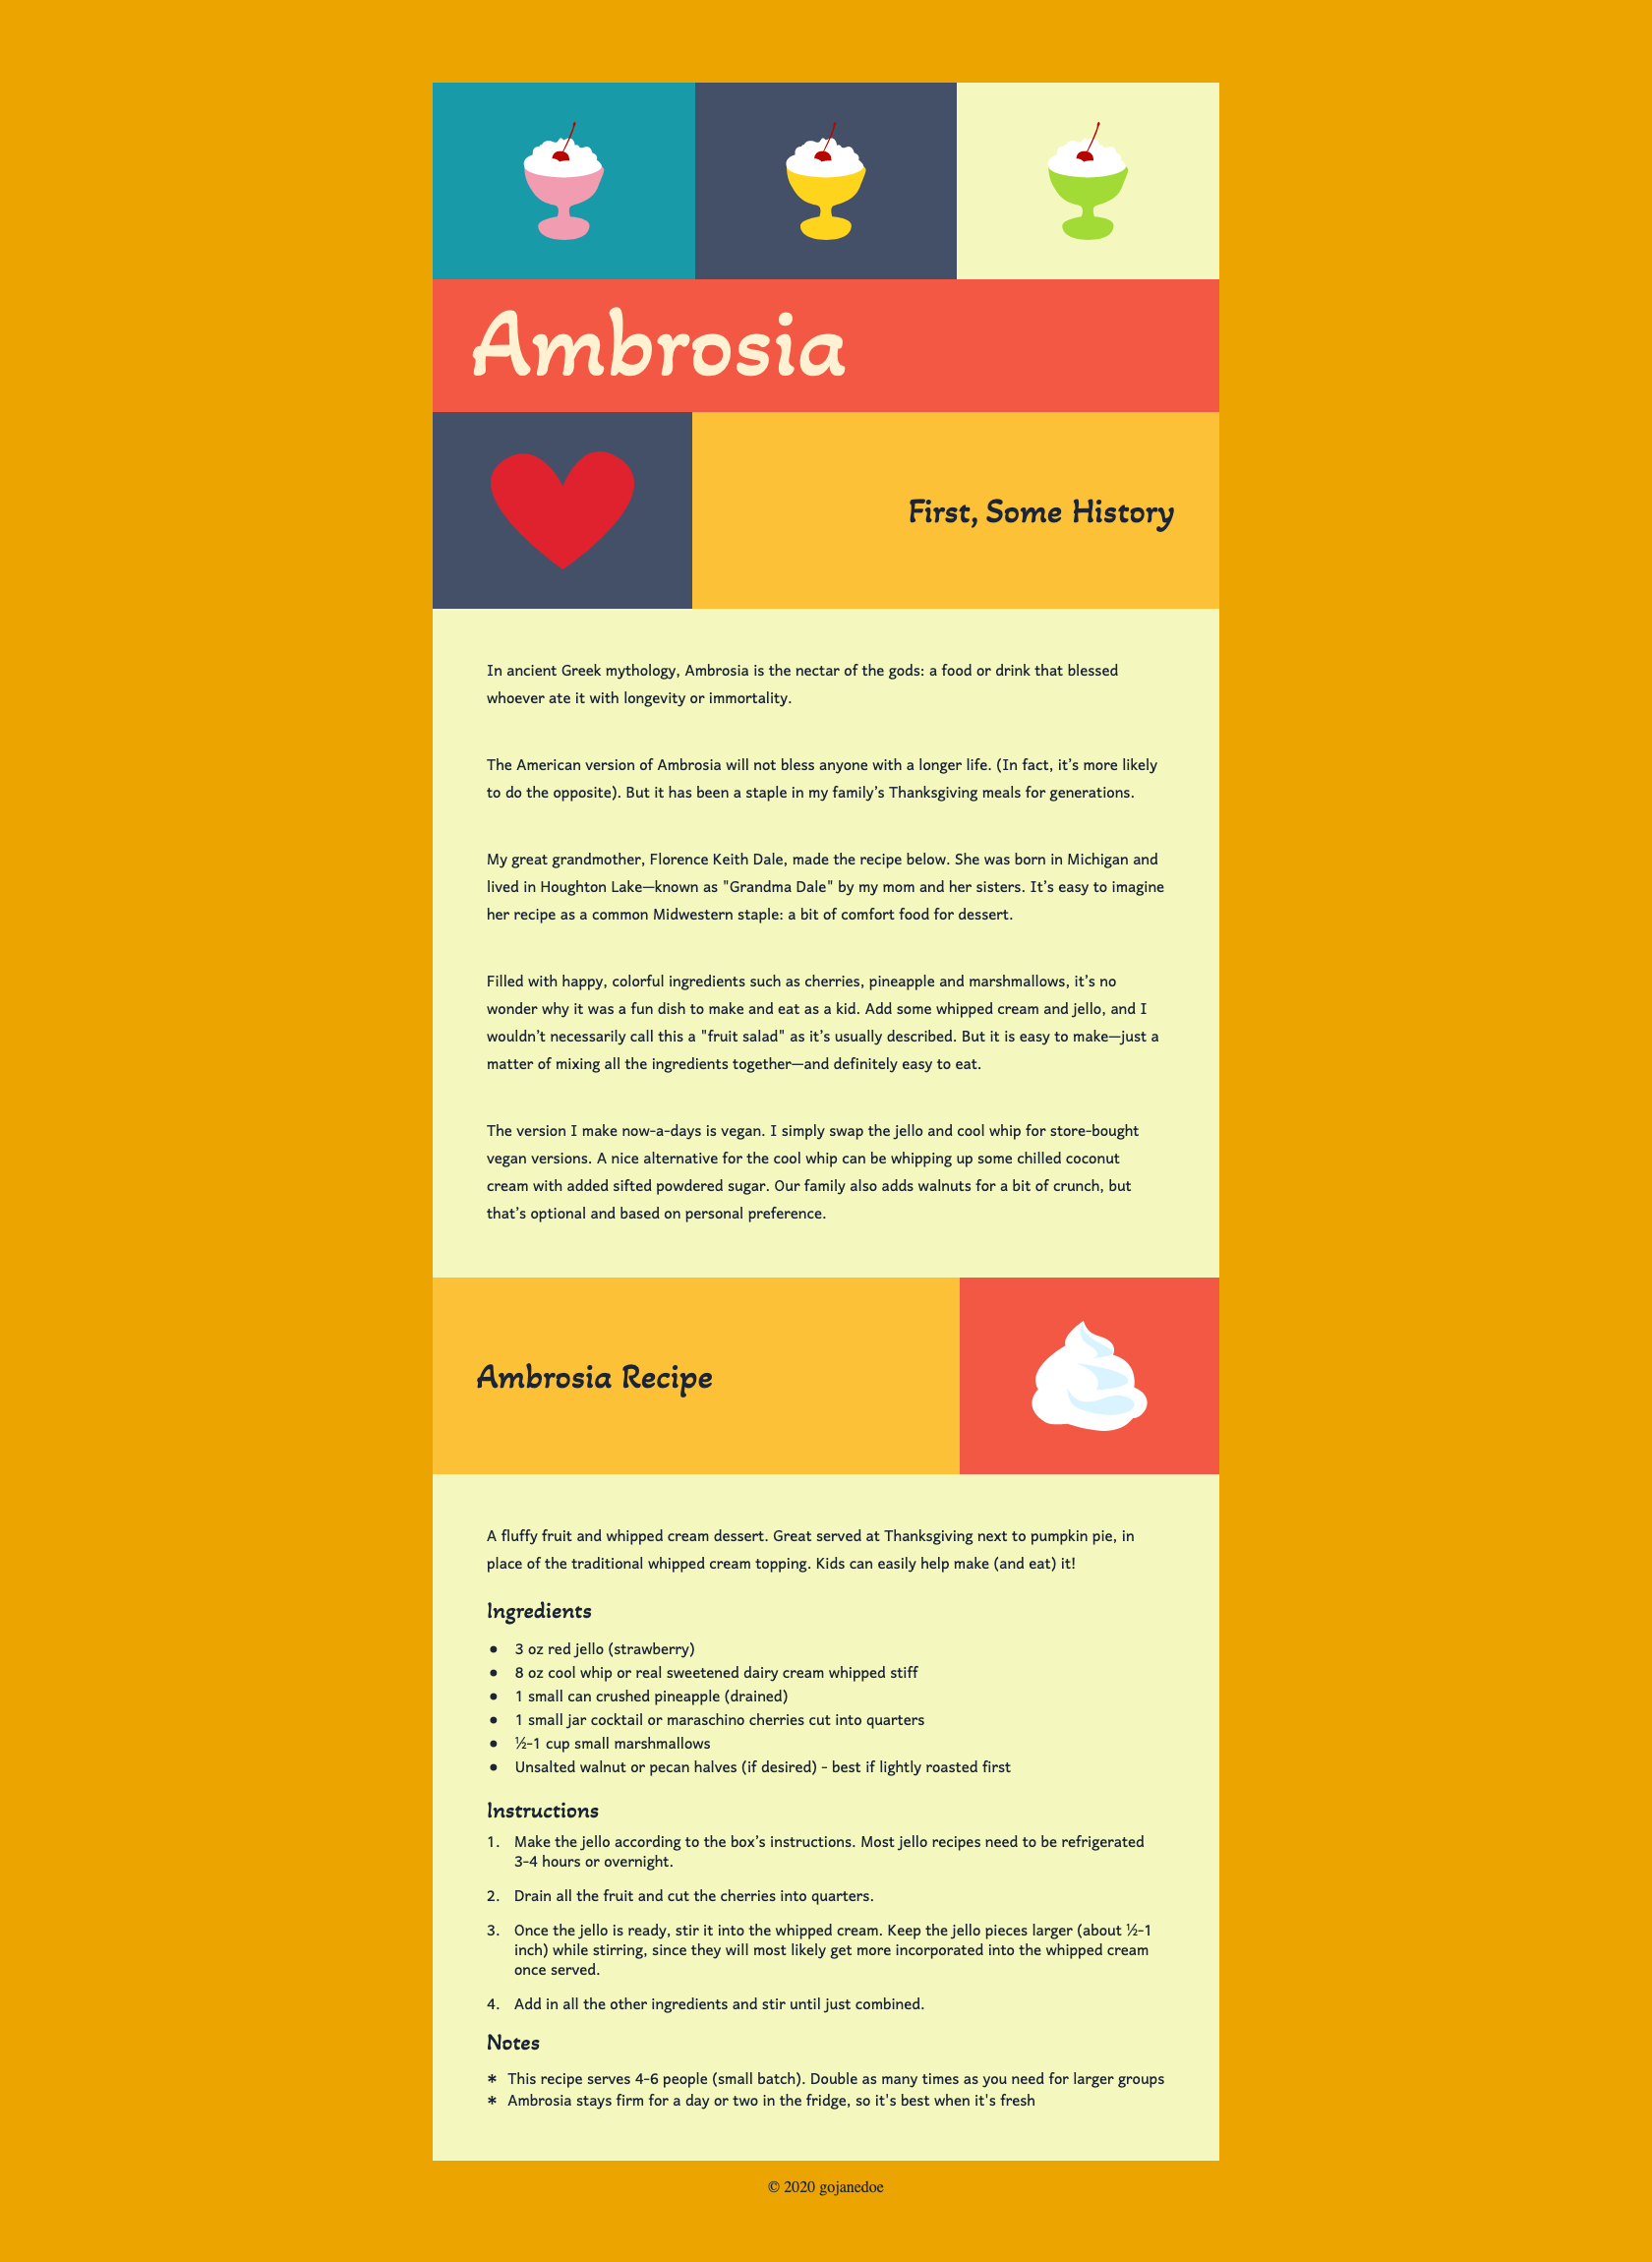 Ambrosia
First, Some History
In ancient Greek mythology, Ambrosia is the nectar of the gods: a food or drink that blessed
whoever ate it with longevity or immortality.
The American version of Ambrosia will not bless anyone with a longer life. (In fact, it’s more likely
to do the opposite). But it has been a staple in my family’s Thanksgiving meals for generations.
My great grandmother, Florence Keith Dale, made the recipe below. She was born in Michigan and
lived in Houghton Lake—known as "Grandma Dale" by my mom and her sisters. It’s easy to imagine
her recipe as a common Midwestern staple: a bit of comfort food for dessert.
Filled with happy, colorful ingredients such as cherries, pineapple and marshmallows, it’s no
wonder why it was a fun dish to make and eat as a kid. Add some whipped cream and jello, and I
wouldn’t necessarily call this a "fruit salad" as it’s usually described. But it is easy to make—just a
matter of mixing all the ingredients together—and definitely easy to eat.
The version I make now-a-days is vegan. I simply swap the jello and cool whip for store-bought
vegan versions. A nice alternative for the cool whip can be whipping up some chilled coconut
cream with added sifted powdered sugar. Our family also adds walnuts for a bit of crunch, but
that’s optional and based on personal preference.
Ambrosia Recipe
A fluffy fruit and whipped cream dessert. Great served at Thanksgiving next to pumpkin pie, in
place of the traditional whipped cream topping. Kids can easily help make (and eat) it!
Ingredients
● 3 oz red jello (strawberry)
● 8 oz cool whip or real sweetened dairy cream whipped stiff
● 1 small can crushed pineapple (drained)
● 1 small jar cocktail or maraschino cherries cut into quarters
● ½-1 cup small marshmallows
● Unsalted walnut or pecan halves (if desired) - best if lightly roasted first
Instructions
1. Make the jello according to the box’s instructions. Most jello recipes need to be refrigerated
3-4 hours or overnight.
2. Drain all the fruit and cut the cherries into quarters.
3. Once the jello is ready, stir it into the whipped cream. Keep the jello pieces larger (about ½-1
inch) while stirring, since they will most likely get more incorporated into the whipped cream
once served.
4. Add in all the other ingredients and stir until just combined.
Notes
* This recipe serves 4-6 people (small batch). Double as many times as you need for larger groups
* Ambrosia stays firm for a day or two in the fridge, so it's best when it's fresh
© 2020 gojanedoe